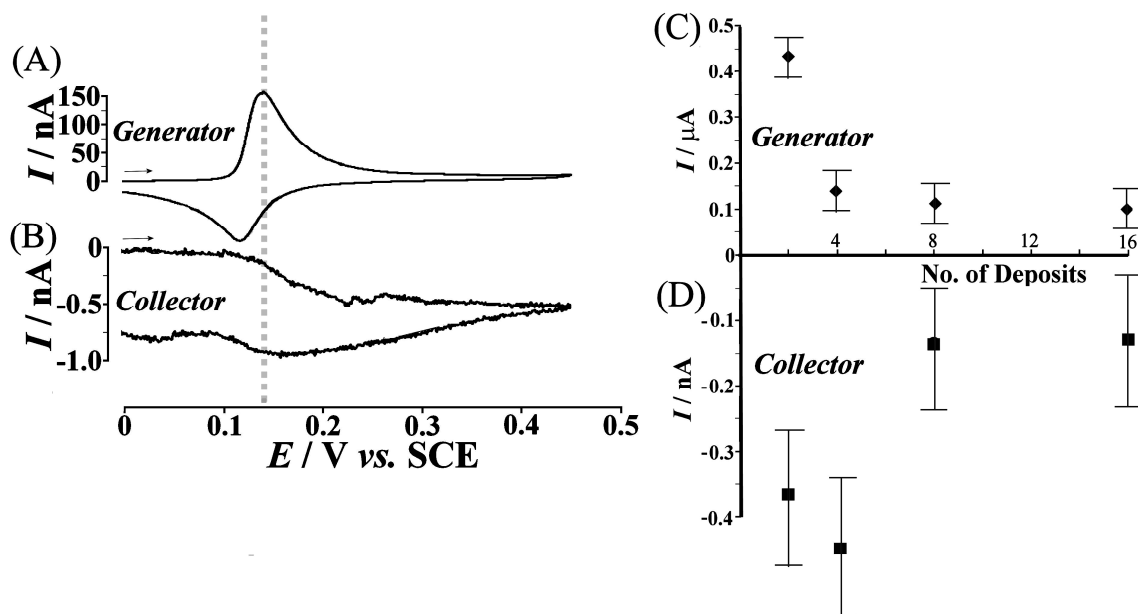 (A)
I / nA
150
100
50
0
Generator
(B)
I / nA
0
-0.5
-1.0
Collector
0 0.1 0.2 0.3 0.4 0.5
E / V vs. SCE
(C)
I / μA
0.5
0.4
0.3
0.2
0.1
0
Generator
4 8 12 16
No. of Deposits
(D)
I / nA
-0.1
-0.2
-0.3
-0.4
Collector